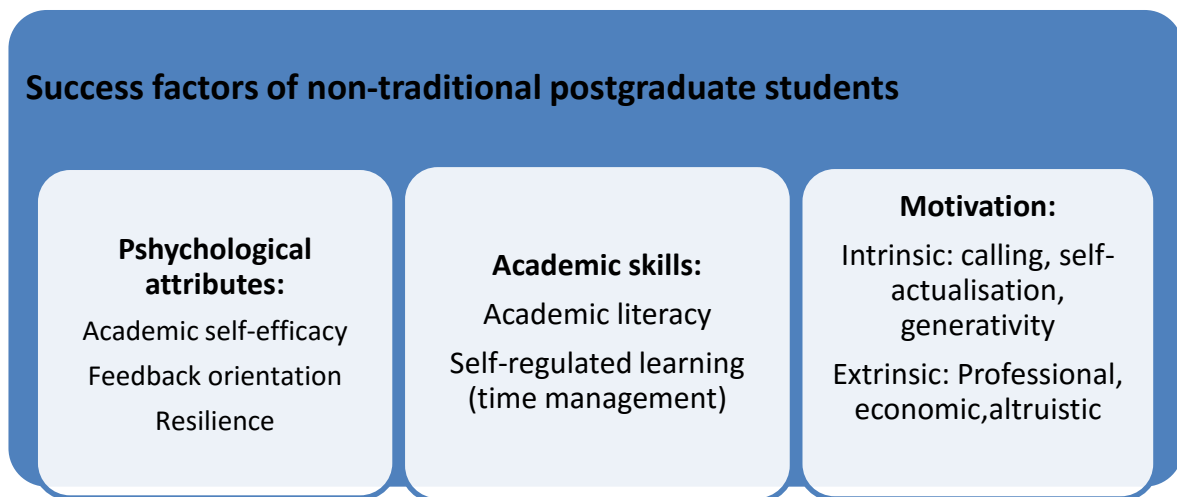 Success factors of non-traditional postgraduate students
Pshychological
attributes:
Academic self-efficacy
Feedback orientation
Resilience
Academic skills:
Academic literacy
Self-regulated learning
(time management)
Motivation:
Intrinsic: calling, self-
actualisation,
generativity
Extrinsic: Professional,
economic,altruistic